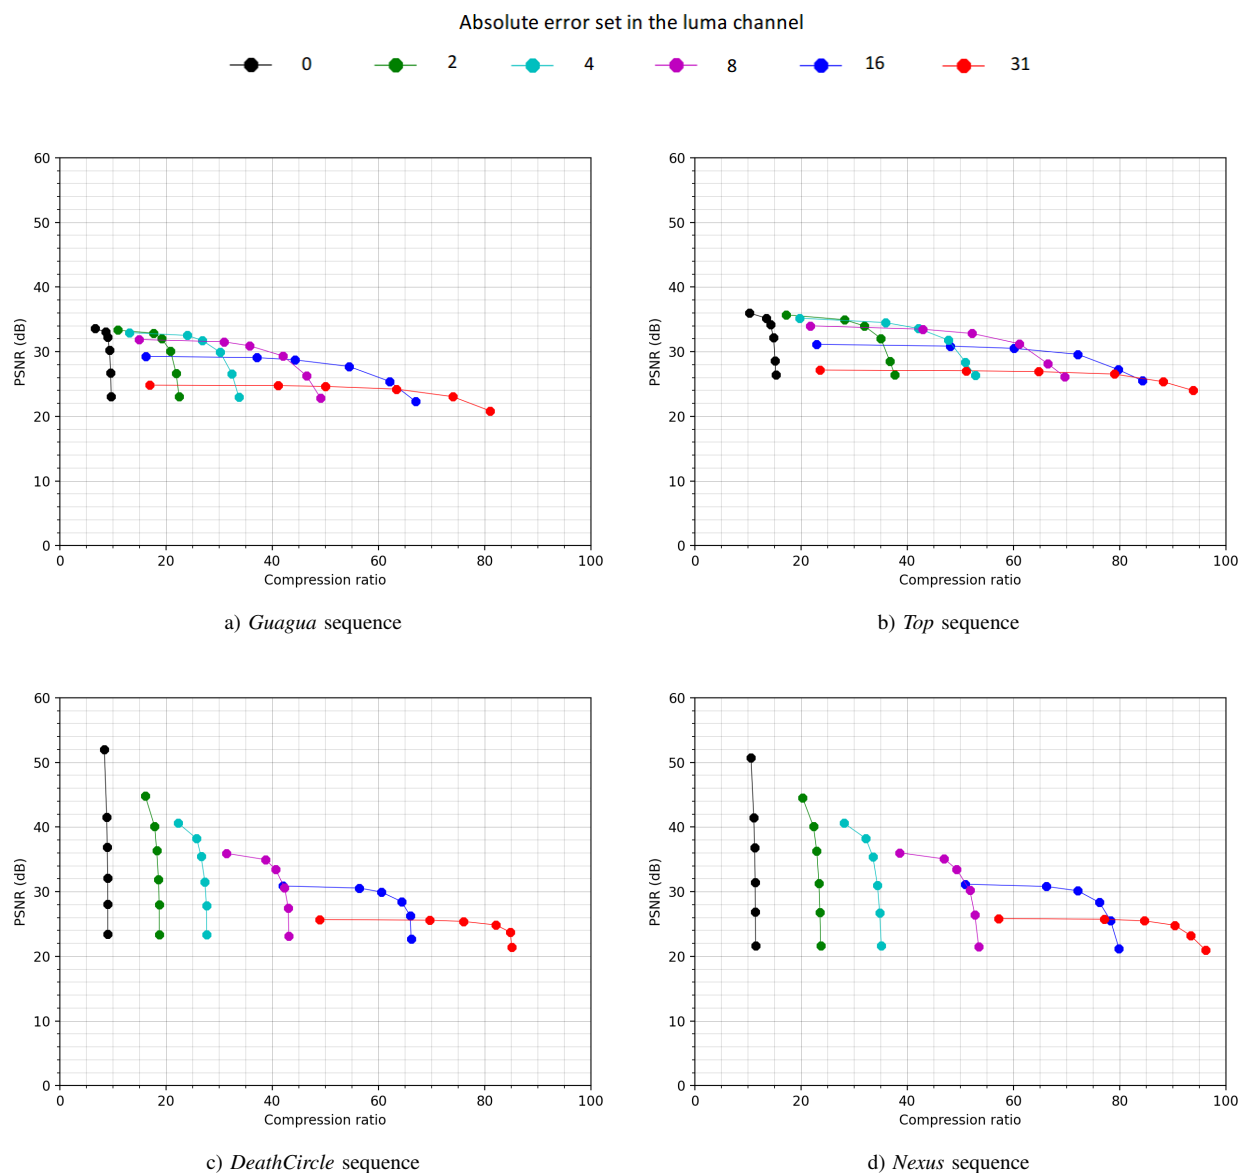 Absolute error set in the luma channel
0 2 4 8 16 31
60 60
50 50
40 40
30 30
20 20
10 10
0 0
PSNR (dB) PSNR (dB)
0 20 40 60 80 100 0 20 40 60 80 100
Compression ratio Compression ratio
a) Guagua sequence b) Top sequence
60 60
50 50
40 40
30 30
20 20
10 10
0 0
PSNR (dB) PSNR (dB)
0 20 40 60 80 100 0 20 40 60 80 100
Compression ratio Compression ratio
c) DeathCircle sequence d) Nexus sequence